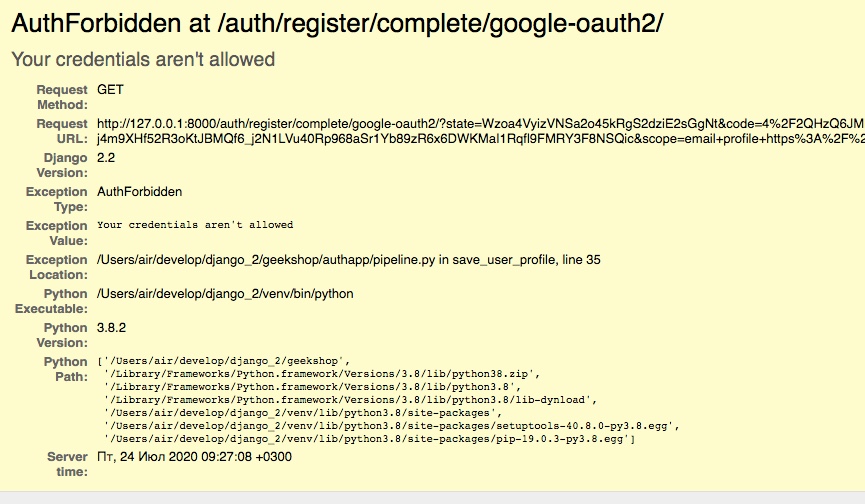 AuthForbidden at /auth/register/complete/google-oauth2/
Your credentials aren't allowed
Request Method: GET
Request URL: http://127.0.0.1:8000/auth/register/complete/google-oauth2/?state=Wzoa4VyizVNSa2o45kRgS2dziE2sGgNt&code=4%2F2QHzQ6JM
j4m9XHf52R3oKtJBMQf6_j2N1LVu40Rp968aSr1Yb89zR6x6DWKMal1Rqfl9FMRY3F8NSQic&scope=email+profile+https%3A%2F%2
Django Version: 2.2
Exception Type: AuthForbidden
Exception Value: Your credentials aren't allowed
Exception Location: /Users/air/develop/django_2/geekshop/authapp/pipeline.py in save_user_profile, line 35
Python Executable: /Users/air/develop/django_2/venv/bin/python
Python Version: 3.8.2
Python Path: ['/Users/air/develop/django_2/geekshop',
'/Library/Frameworks/Python.framework/Versions/3.8/lib/python38.zip',
'/Library/Frameworks/Python.framework/Versions/3.8/lib/python3.8',
'/Library/Frameworks/Python.framework/Versions/3.8/lib/python3.8/lib-dynload',
'/Users/air/develop/django_2/venv/lib/python3.8/site-packages',
'/Users/air/develop/django_2/venv/lib/python3.8/site-packages/setuptools-40.8.0-py3.8.egg',
'/Users/air/develop/django_2/venv/lib/python3.8/site-packages/pip-19.0.3-py3.8.egg']
Server time: Пт, 24 Июл 2020 09:27:08 +0300